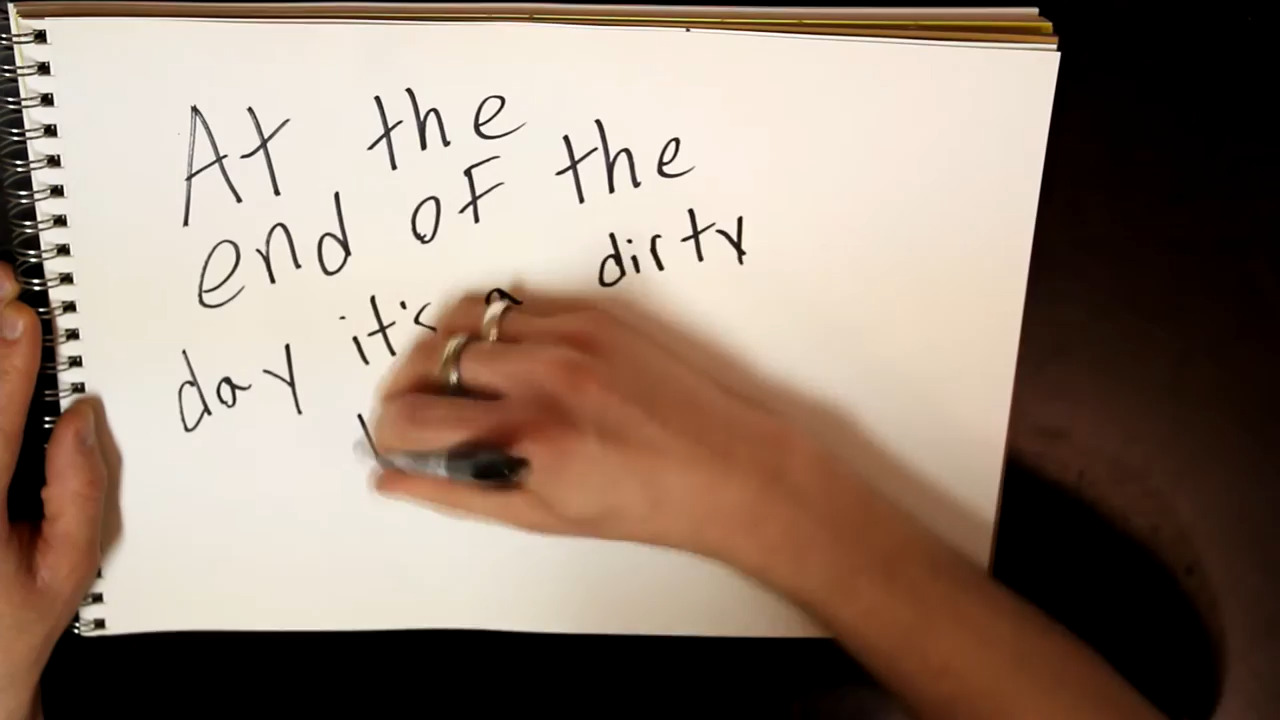 At the
end of the
day it's a dirty